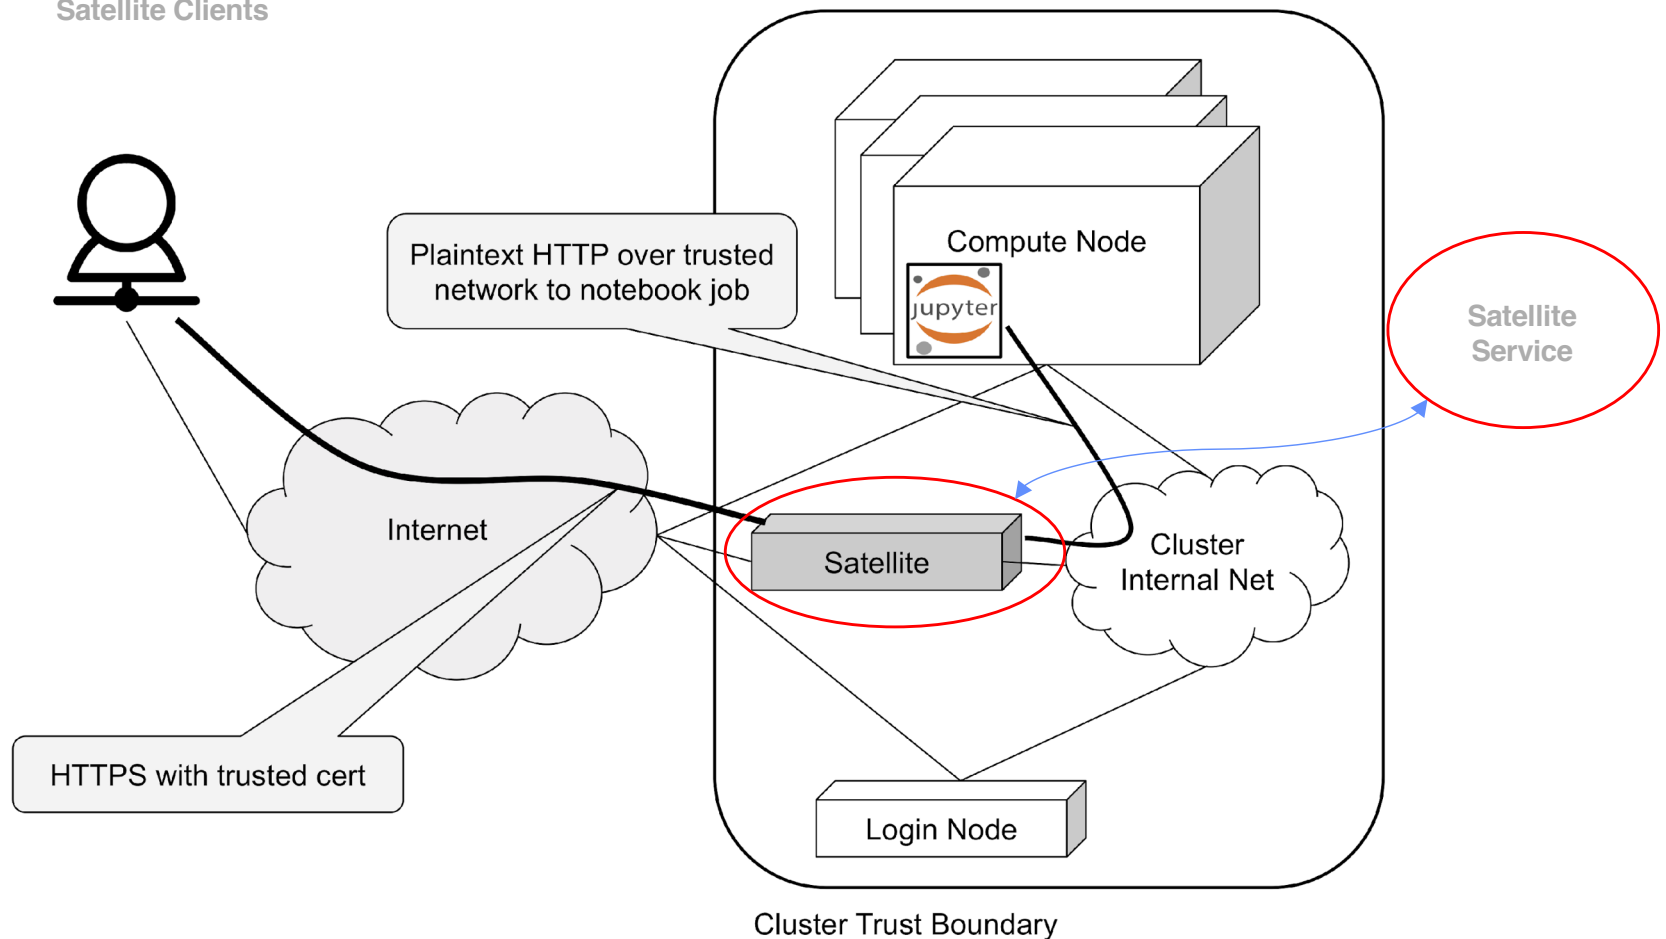 Satellite Clients
Plaintext HTTP over trusted
network to notebook job
Compute Node
jupyter
Satellite
Service
Internet
Satellite
Cluster
Internal Net
HTTPS with trusted cert
Login Node
Cluster Trust Boundary